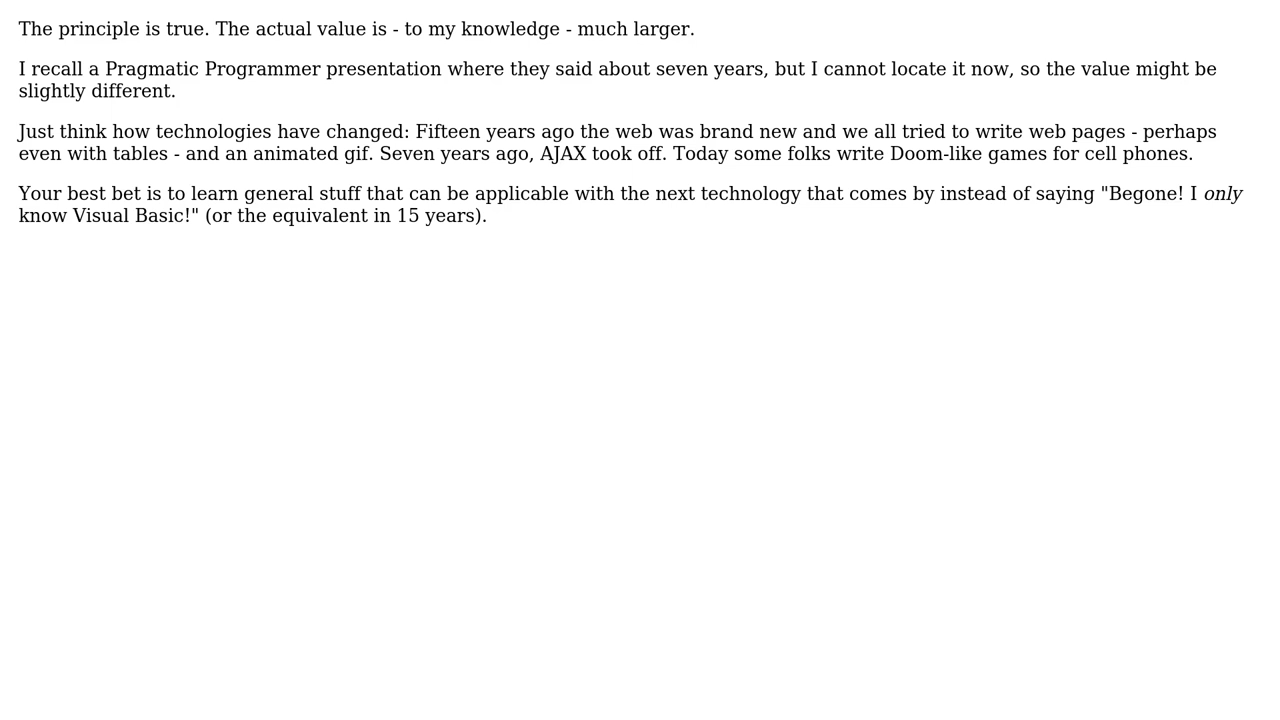 The principle is true. The actual value is - to my knowledge - much larger.
I recall a Pragmatic Programmer presentation where they said about seven years, but I cannot locate it now, so the value might be
slightly different.
Just think how technologies have changed: Fifteen years ago the web was brand new and we all tried to write web pages - perhaps
even with tables - and an animated gif. Seven years ago, AJAX took off. Today some folks write Doom-like games for cell phones.
Your best bet is to learn general stuff that can be applicable with the next technology that comes by instead of saying "Begone! I only
know Visual Basic!" (or the equivalent in 15 years).